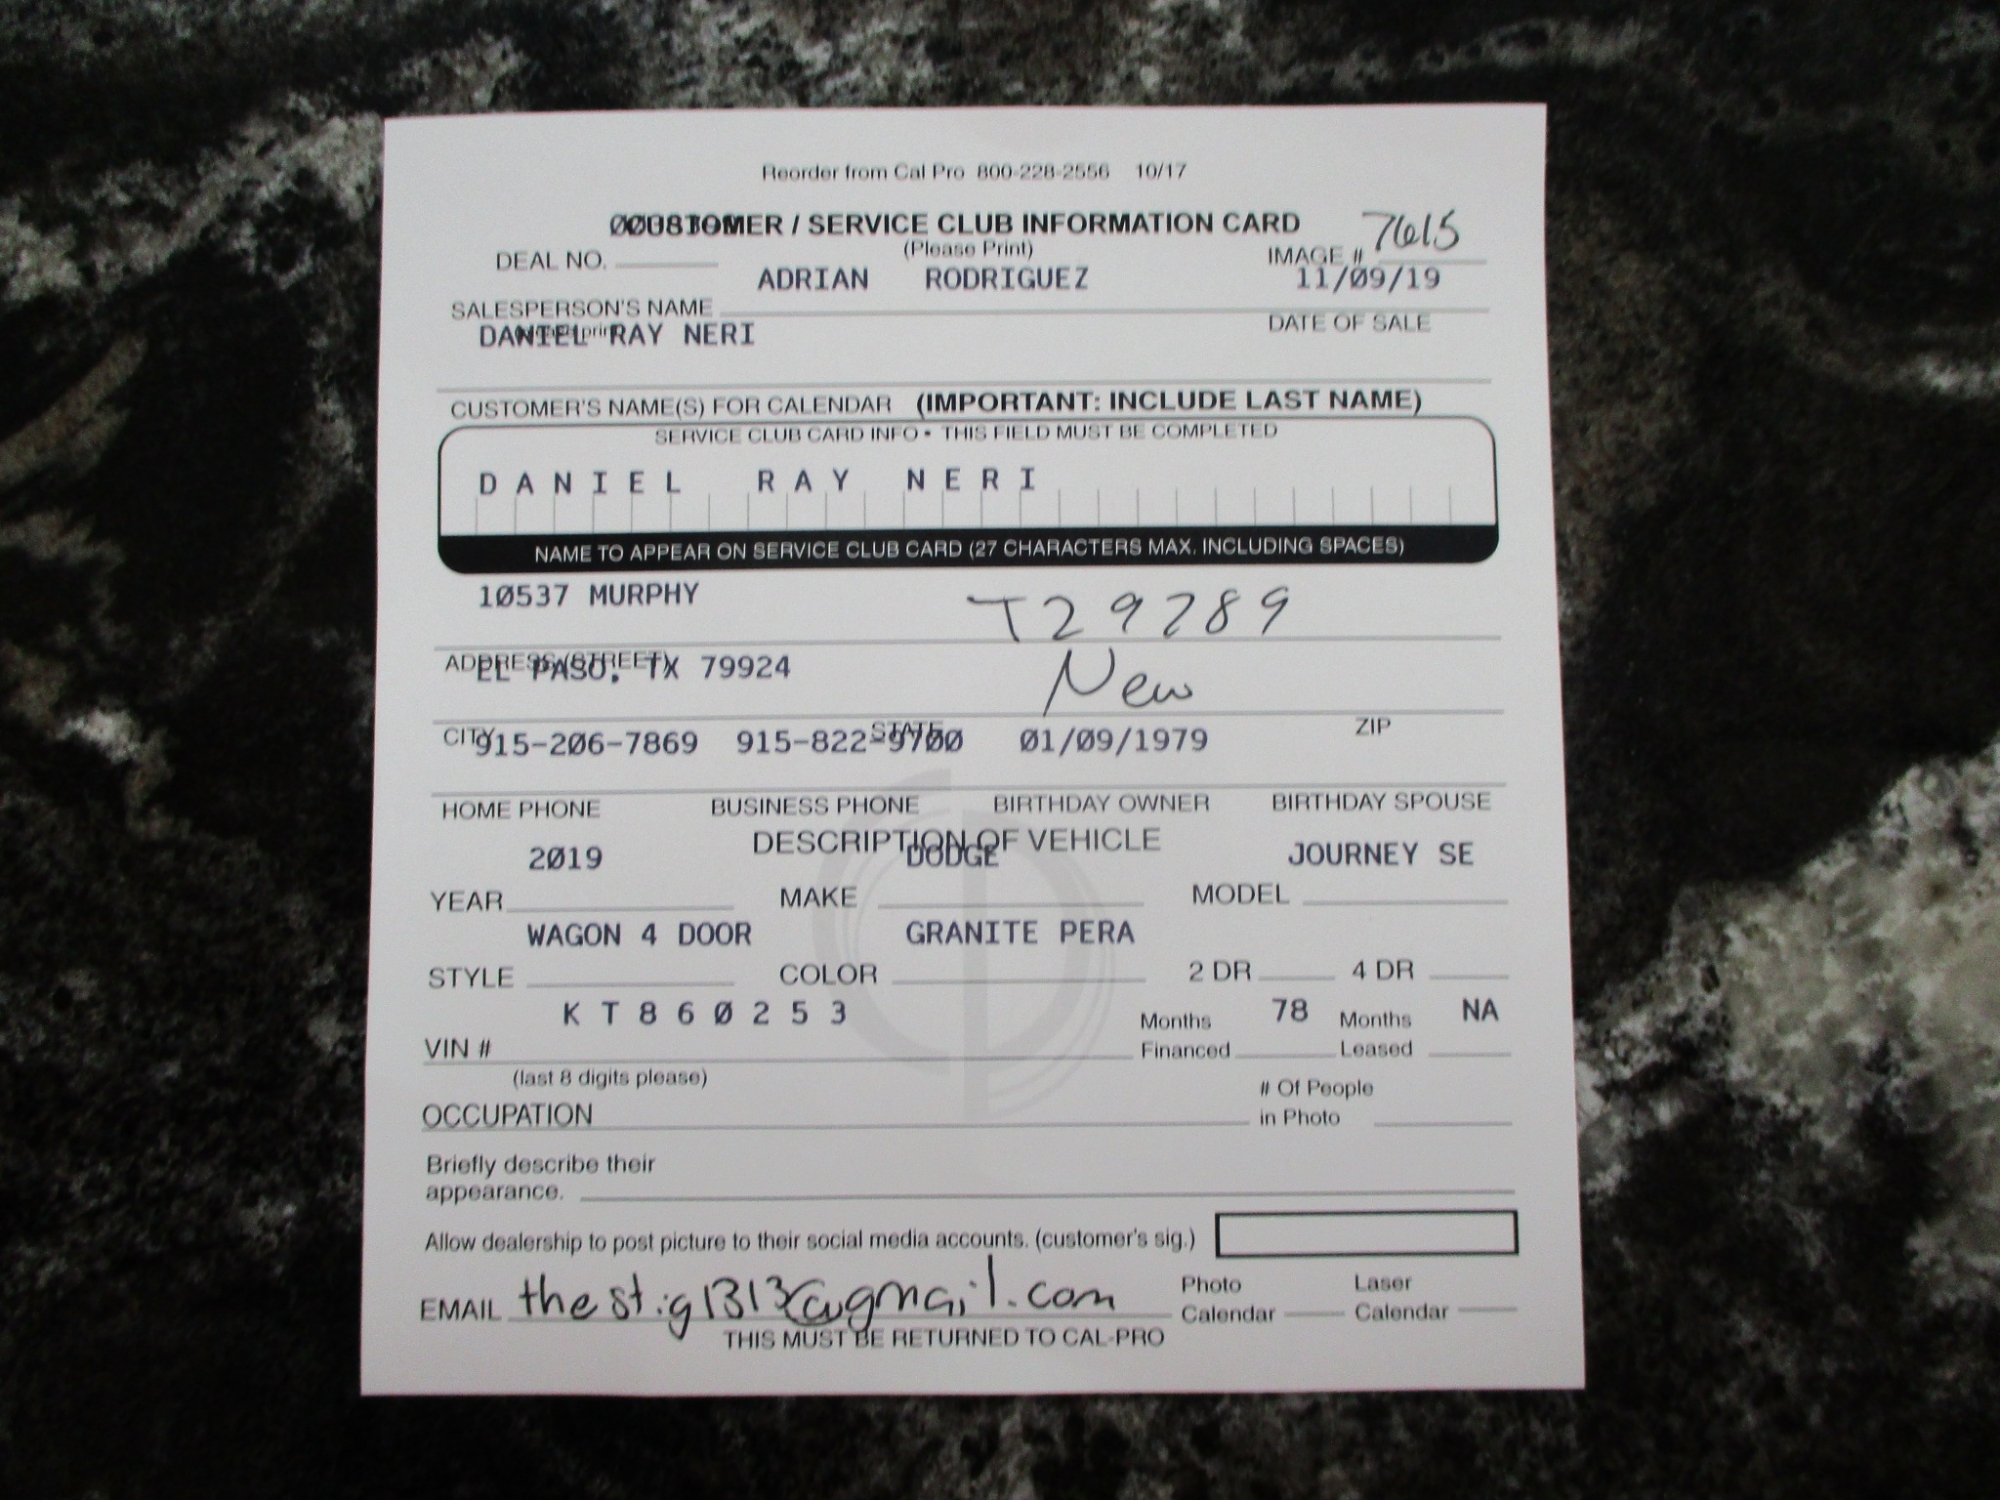 Reorder from Cal Pro 800-228-2556 10/17
CUSTOMER / SERVICE CLUB INFORMATION CARD
(Please Print)
DEAL NO.
IMAGE # 7615
ADRIAN RODRIGUEZ 11/09/19
SALESPERSON'S NAME
DATE OF SALE
DANIEL RAY NERI
CUSTOMER'S NAME(S) FOR CALENDAR (IMPORTANT: INCLUDE LAST NAME)
SERVICE CLUB CARD INFO • THIS FIELD MUST BE COMPLETED
DANIEL RAY NERI
NAME TO APPEAR ON SERVICE CLUB CARD (27 CHARACTERS MAX. INCLUDING SPACES)
10537 MURPHY T29789
ADDRESS (STREET)
EL PASO, TX 79924 New
CITY STATE ZIP
915-206-7869 915-822-9700 01/09/1979
HOME PHONE BUSINESS PHONE BIRTHDAY OWNER BIRTHDAY SPOUSE
DESCRIPTION OF VEHICLE
2019 DODGE JOURNEY SE
YEAR MAKE MODEL
WAGON 4 DOOR GRANITE PERA
STYLE COLOR 2 DR 4 DR
K T 8 6 0 2 5 3 Months 78 Months NA
VIN # Financed Leased
(last 8 digits please)
# Of People
OCCUPATION in Photo
Briefly describe their
appearance.
Allow dealership to post picture to their social media accounts. (customer's sig.)
EMAIL thestig1313@gmail.com Photo Calendar Laser Calendar
THIS MUST BE RETURNED TO CAL-PRO